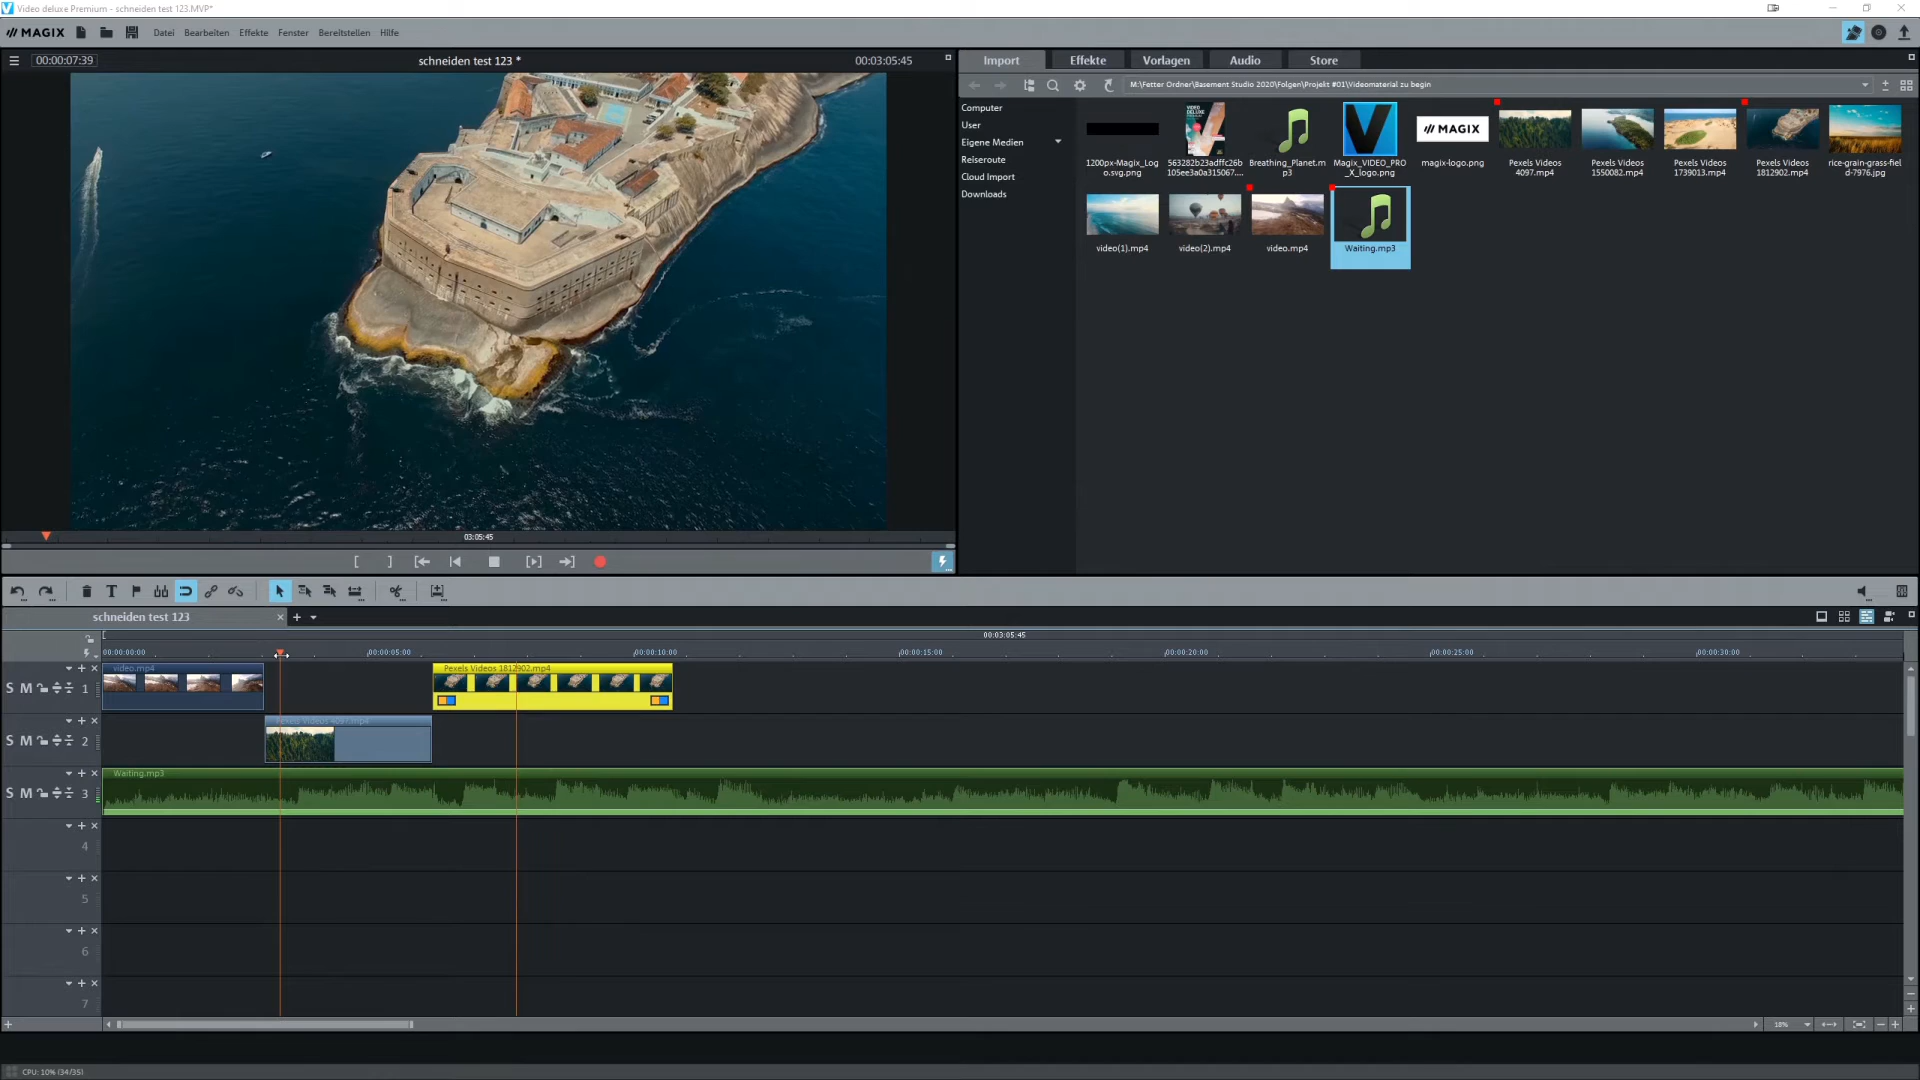 Video deluxe Premium - schneiden test 123.MVP*
MAGIX
Datei Bearbeiten Effekte Fenster Bereitstellen Hilfe
00:00:07:39
schneiden test 123 *
00:03:05:45
Import Effekte Vorlagen Audio Store
M:\Fetter Ordner\Basement Studio 2020\Folgen\Projekt #01\Videomaterial zu begin
Computer
User
Eigene Medien
Reiseroute
Cloud Import
Downloads
1200px-Magix_Logo.svg.png
563282b23adffc26b105ee3a0a315067....
Breathing_Planet.mp3
Magix_VIDEO_PRO_X_logo.png
MAGIX
magix-logo.png
Pexels Videos 4097.mp4
Pexels Videos 1550082.mp4
Pexels Videos 1739013.mp4
Pexels Videos 1812902.mp4
rice-grain-grass-field-7976.jpg
video(1).mp4
video(2).mp4
video.mp4
Waiting.mp3
03:05:45
schneiden test 123
00:03:05:45
00:00:00:00 00:00:05:00 00:00:10:00 00:00:15:00 00:00:20:00 00:00:25:00 00:00:30:00
video.mp4
Pexels Videos 1812902.mp4
S M 1
Pexels Videos 4097.mp4
S M 2
Waiting.mp3
S M 3
4
5
6
7
18%
CPU: 10% (34/35)